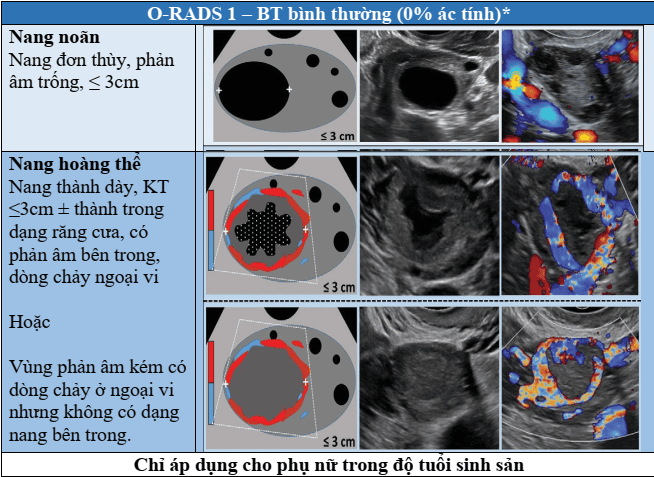 O-RADS 1 – BT bình thường (0% ác tính)*
Nang noãn
Nang đơn thùy, phản
âm trống, ≤ 3cm
≤ 3 cm
Nang hoàng thể
Nang thành dày, KT
≤3cm ± thành trong
dạng răng cưa, có
phản âm bên trong,
dòng chảy ngoại vi
≤ 3 cm
Hoặc
Vùng phản âm kém có
dòng chảy ở ngoại vi
nhưng không có dạng
nang bên trong.
≤ 3 cm
Chỉ áp dụng cho phụ nữ trong độ tuổi sinh sản